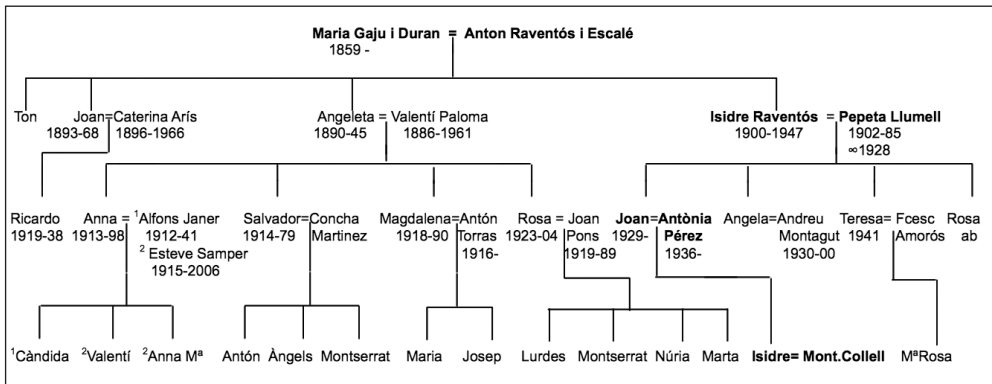 Maria Gaju i Duran = Anton Raventós i Escalé
1859 -
Ton Joan=Caterina Arís Angeleta = Valentí Paloma Isidre Raventós = Pepeta Llumell
1893-68 1896-1966 1890-45 1886-1961 1900-1947 1902-85
∞1928
Ricardo Anna = ¹Alfons Janer Salvador=Concha Magdalena=Antón Rosa = Joan Joan=Antònia Angela=Andreu Teresa= Fcesc Rosa
1919-38 1913-98 1912-41 1914-79 Martinez 1918-90 Torras 1923-04 Pons 1929- Pérez Montagut 1941 Amorós ab
² Esteve Samper 1916- 1919-89 1936- 1930-00
1915-2006
¹Càndida ²Valentí ²Anna Mª Antón Àngels Montserrat Maria Josep Lurdes Montserrat Núria Marta Isidre= Mont.Collell MªRosa